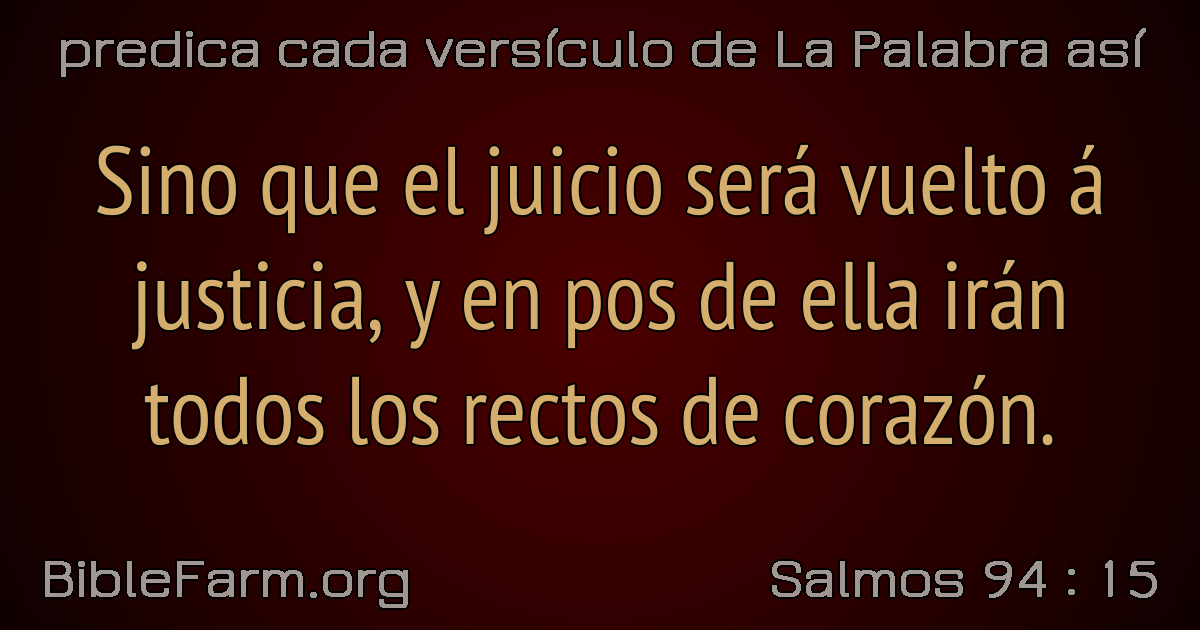 predica cada versículo de La Palabra así
Sino que el juicio será vuelto á
justicia, y en pos de ella irán
todos los rectos de corazón.
BibleFarm.org
Salmos 94 : 15